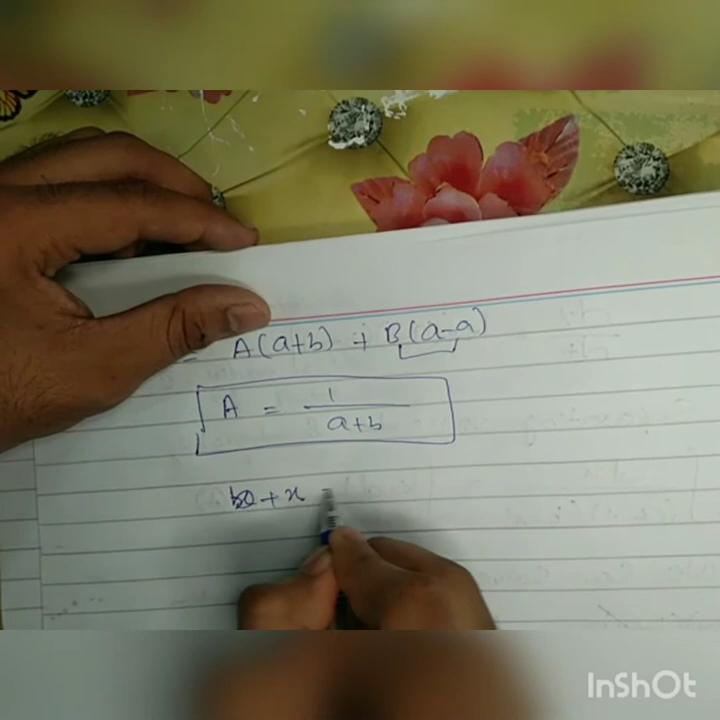 = A(a+b) + B(a-a)
A = 1/(a+b)
b + x
InShOt